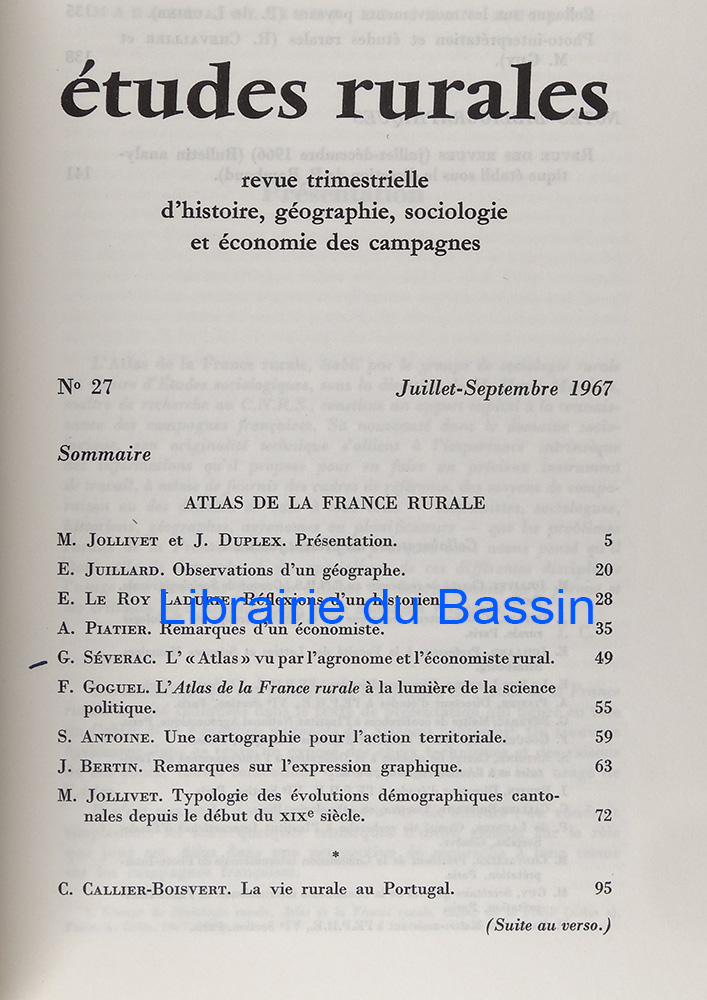 études rurales
revue trimestrielle
d'histoire, géographie, sociologie
et économie des campagnes
Nº 27 Juillet-Septembre 1967
Sommaire
ATLAS DE LA FRANCE RURALE
M. JOLLIVET et J. DUPLEX. Présentation. 5
E. JUILLARD. Observations d'un géographe. 20
E. LE ROY LADURIE. Réflexions d'un historien. 28
Librairie du Bassin
A. PIATIER. Remarques d'un économiste. 35
G. SÉVERAC. L' « Atlas » vu par l'agronome et l'économiste rural. 49
F. GOGUEL. L'Atlas de la France rurale à la lumière de la science
politique. 55
S. ANTOINE. Une cartographie pour l'action territoriale. 59
J. BERTIN. Remarques sur l'expression graphique. 63
M. JOLLIVET. Typologie des évolutions démographiques canto-
nales depuis le début du XIXe siècle. 72
*
C. CALLIER-BOISVERT. La vie rurale au Portugal. 95
(Suite au verso.)